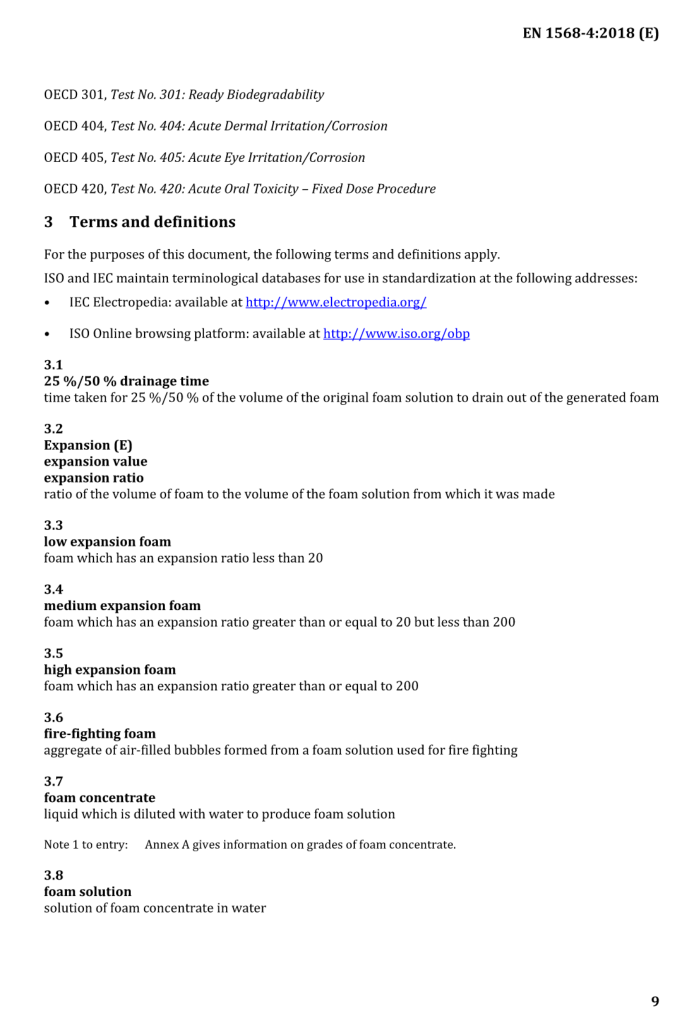 EN 1568-4:2018 (E)
OECD 301, Test No. 301: Ready Biodegradability
OECD 404, Test No. 404: Acute Dermal Irritation/Corrosion
OECD 405, Test No. 405: Acute Eye Irritation/Corrosion
OECD 420, Test No. 420: Acute Oral Toxicity – Fixed Dose Procedure
3 Terms and definitions
For the purposes of this document, the following terms and definitions apply.
ISO and IEC maintain terminological databases for use in standardization at the following addresses:
• IEC Electropedia: available at http://www.electropedia.org/
• ISO Online browsing platform: available at http://www.iso.org/obp
3.1
25 %/50 % drainage time
time taken for 25 %/50 % of the volume of the original foam solution to drain out of the generated foam
3.2
Expansion (E)
expansion value
expansion ratio
ratio of the volume of foam to the volume of the foam solution from which it was made
3.3
low expansion foam
foam which has an expansion ratio less than 20
3.4
medium expansion foam
foam which has an expansion ratio greater than or equal to 20 but less than 200
3.5
high expansion foam
foam which has an expansion ratio greater than or equal to 200
3.6
fire-fighting foam
aggregate of air-filled bubbles formed from a foam solution used for fire fighting
3.7
foam concentrate
liquid which is diluted with water to produce foam solution
Note 1 to entry: Annex A gives information on grades of foam concentrate.
3.8
foam solution
solution of foam concentrate in water
9